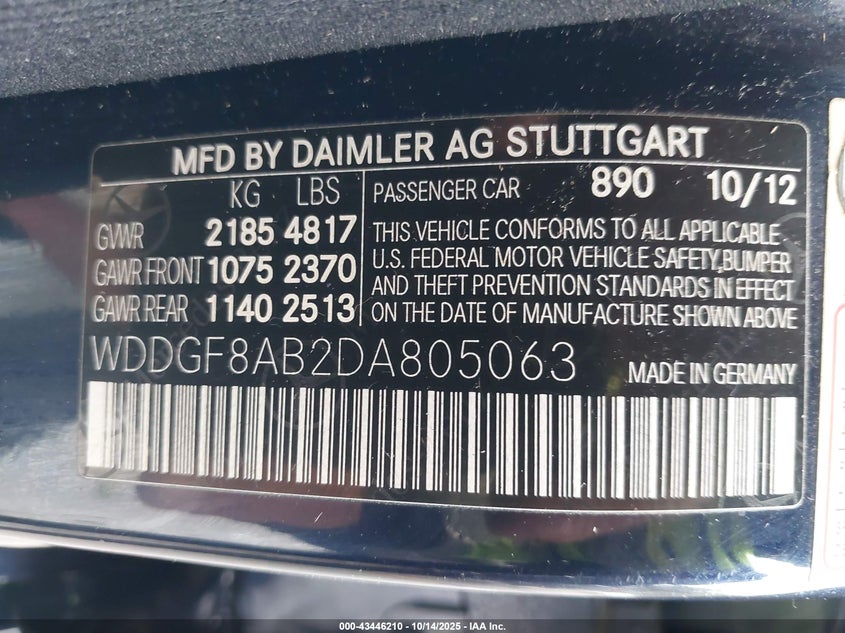 MFD BY DAIMLER AG STUTTGART
KG LBS
GVWR 2185 4817
GAWR FRONT 1075 2370
GAWR REAR 1140 2513
PASSENGER CAR 890 10/12
THIS VEHICLE CONFORMS TO ALL APPLICABLE
U.S. FEDERAL MOTOR VEHICLE SAFETY,BUMPER
AND THEFT PREVENTION STANDARDS IN EFFECT
ON THE DATE OF MANUFACTURE SHOWN ABOVE
WDDGF8AB2DA805063
MADE IN GERMANY
000-43446210 - 10/14/2025 - IAA Inc.